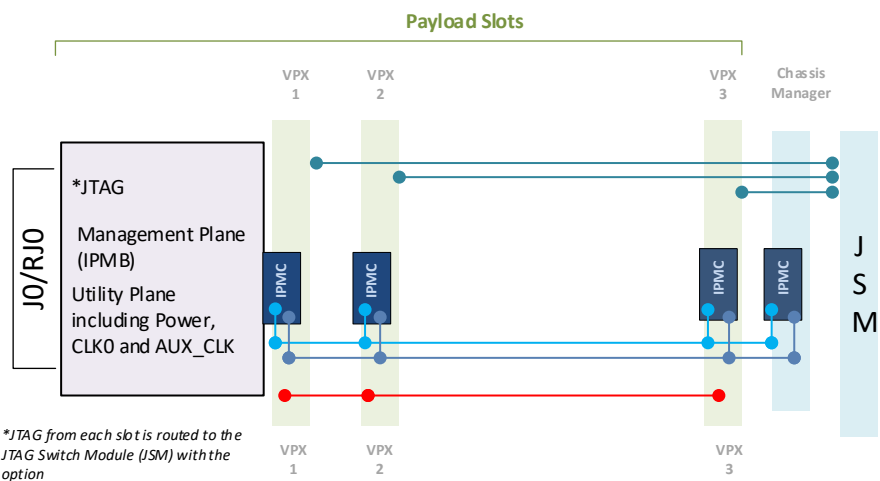 Payload Slots
VPX
1
VPX
2
VPX
3
Chassis
Manager
J0/RJ0
*JTAG
Management Plane
(IPMB)
Utility Plane
including Power,
CLK0 and AUX_CLK
IPMC
IPMC
IPMC
IPMC
J
S
M
*JTAG from each slot is routed to the
JTAG Switch Module (JSM) with the
option
VPX
1
VPX
2
VPX
3